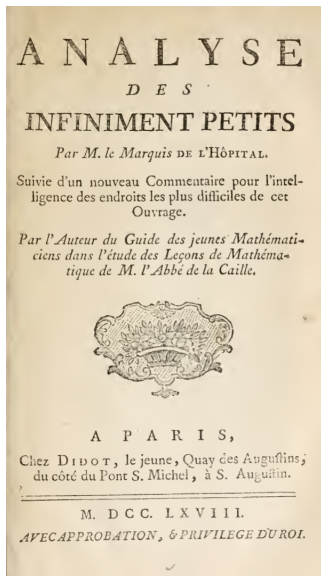 ANALYSE
DES
INFINIMENT PETITS
Par M. le Marquis DE L'HÔPITAL.
Suivie d'un nouveau Commentaire pour l'intel-
ligence des endroits les plus difficiles de cet
Ouvrage.
Par l'Auteur du Guide des jeunes Mathémati-
ciens dans l'étude des Leçons de Mathéma-
tique de M. l'Abbé de la Caille.
A PARIS,
Chez DIDOT, le jeune, Quay des Augustins,
du côté du Pont S. Michel, à S. Augustin.
M. DCC. LXVIII.
AVEC APPROBATION, & PRIVILEGE DU ROI.